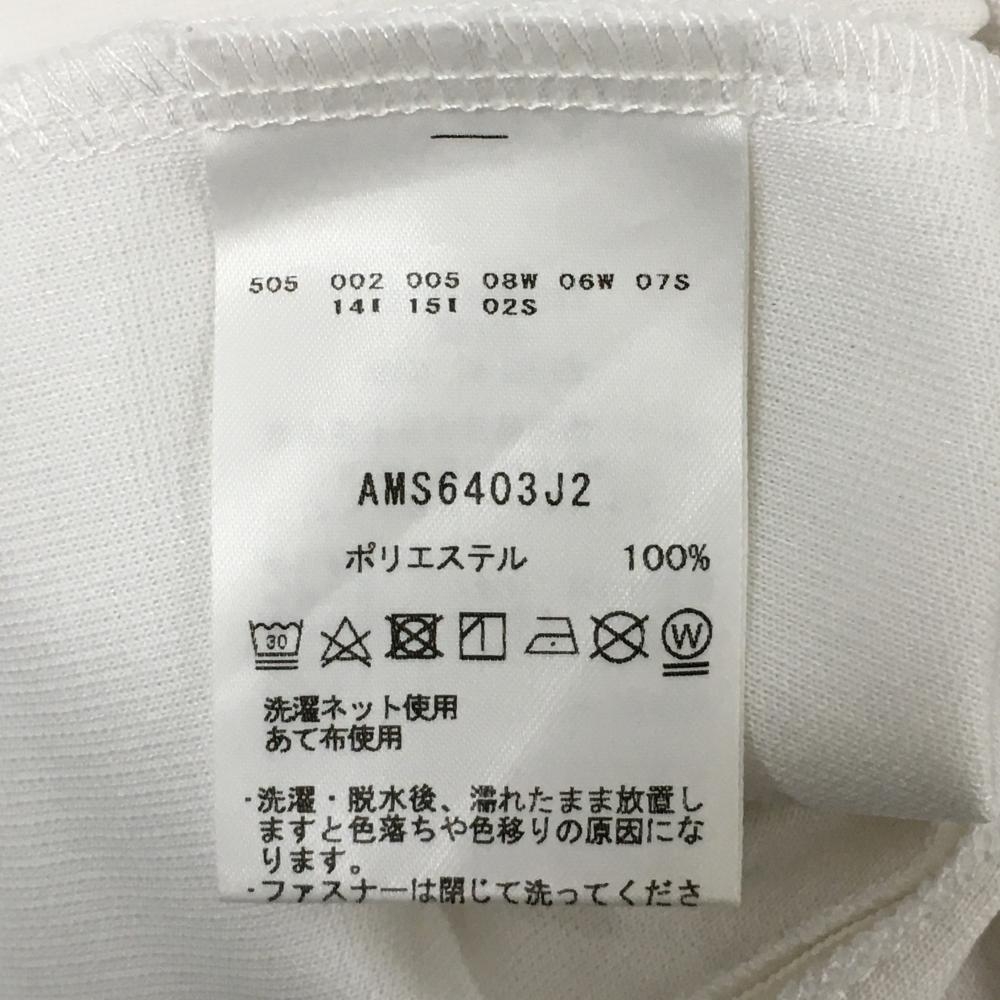 505 002 005 08W 06W 07S
14I 15I 02S
AMS6403J2
ポリエステル 100%
30
W
洗濯ネット使用
あて布使用
・洗濯・脱水後、濡れたまま放置し
ますと色落ちや色移りの原因にな
ります。
・ファスナーは閉じて洗ってくださ